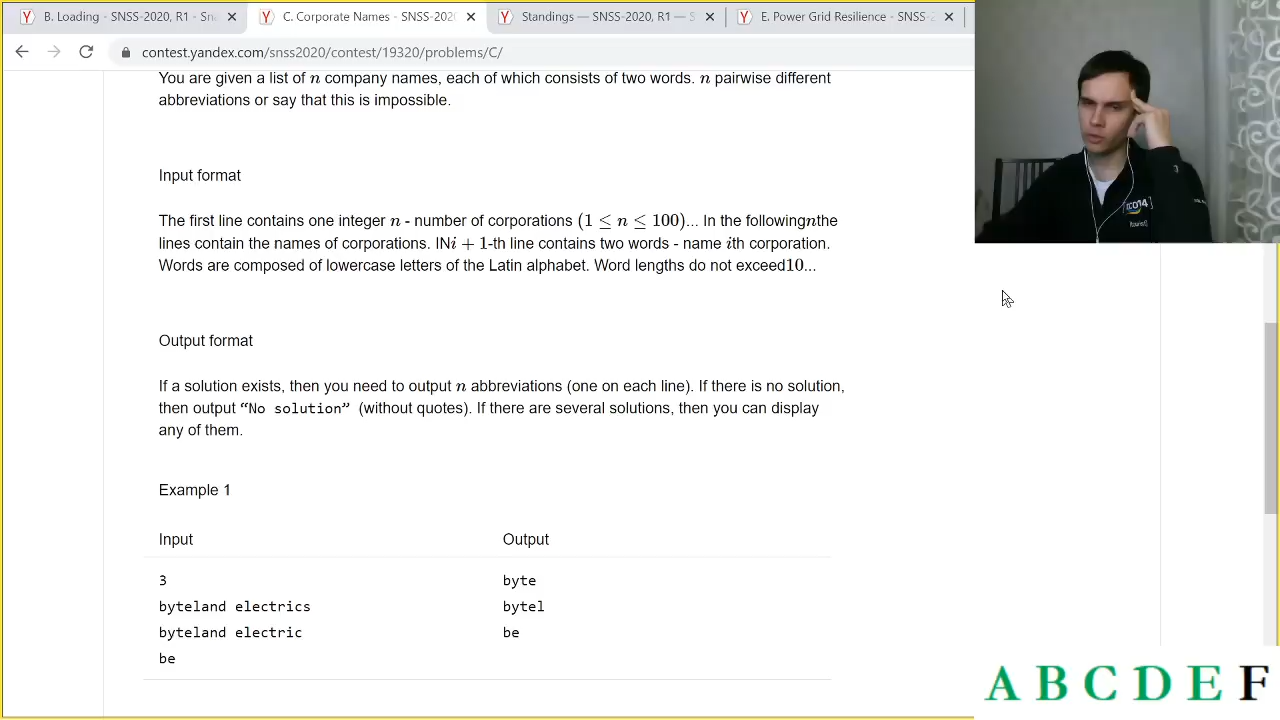 B. Loading - SNSS-2020, R1 - Sna
C. Corporate Names - SNSS-2020
Standings — SNSS-2020, R1 — S
E. Power Grid Resilience - SNSS-2
contest.yandex.com/snss2020/contest/19320/problems/C/
You are given a list of n company names, each of which consists of two words. n pairwise different
abbreviations or say that this is impossible.
Input format
The first line contains one integer n - number of corporations (1 ≤ n ≤ 100)... In the followingnthe
lines contain the names of corporations. INi + 1-th line contains two words - name ith corporation.
Words are composed of lowercase letters of the Latin alphabet. Word lengths do not exceed10...
Output format
If a solution exists, then you need to output n abbreviations (one on each line). If there is no solution,
then output “No solution” (without quotes). If there are several solutions, then you can display
any of them.
Example 1
Input Output
3 byte
byteland electrics bytel
byteland electric be
be
A B C D E F